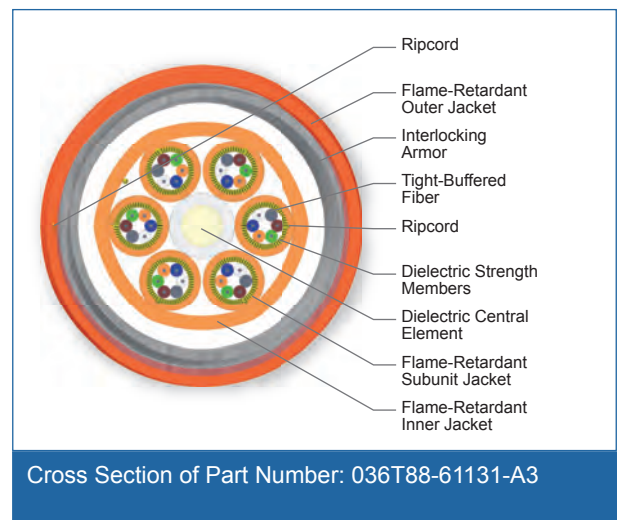 Ripcord
Flame-Retardant
Outer Jacket
Interlocking
Armor
Tight-Buffered
Fiber
Ripcord
Dielectric Strength
Members
Dielectric Central
Element
Flame-Retardant
Subunit Jacket
Flame-Retardant
Inner Jacket
Cross Section of Part Number: 036T88-61131-A3